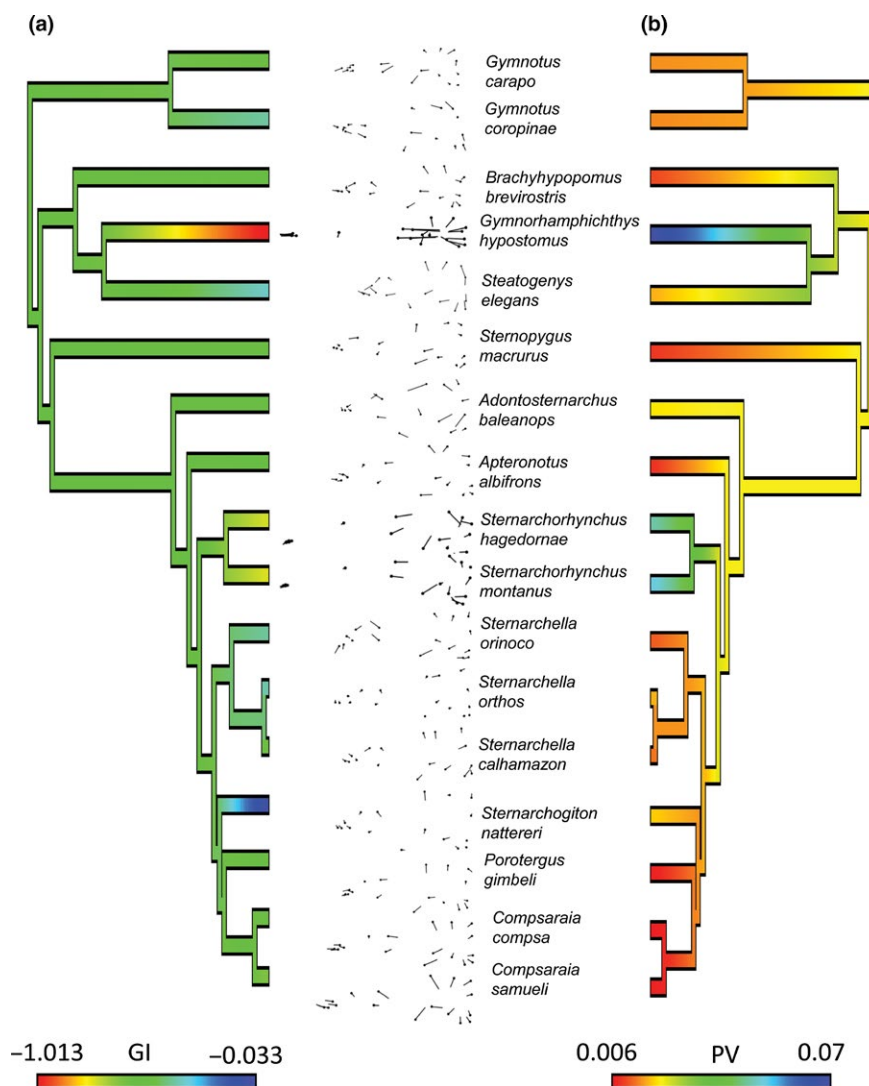 (a)
(b)
Gymnotus
carapo
Gymnotus
coropinae
Brachyhypopomus
brevirostris
Gymnorhamphichthys
hypostomus
Steatogenys
elegans
Sternopygus
macrurus
Adontosternarchus
baleanops
Apteronotus
albifrons
Sternarchorhynchus
hagedornae
Sternarchorhynchus
montanus
Sternarchella
orinoco
Sternarchella
orthos
Sternarchella
calhamazon
Sternarchogiton
nattereri
Porotergus
gimbeli
Compsaraia
compsa
Compsaraia
samueli
−1.013 GI −0.033
0.006 PV 0.07